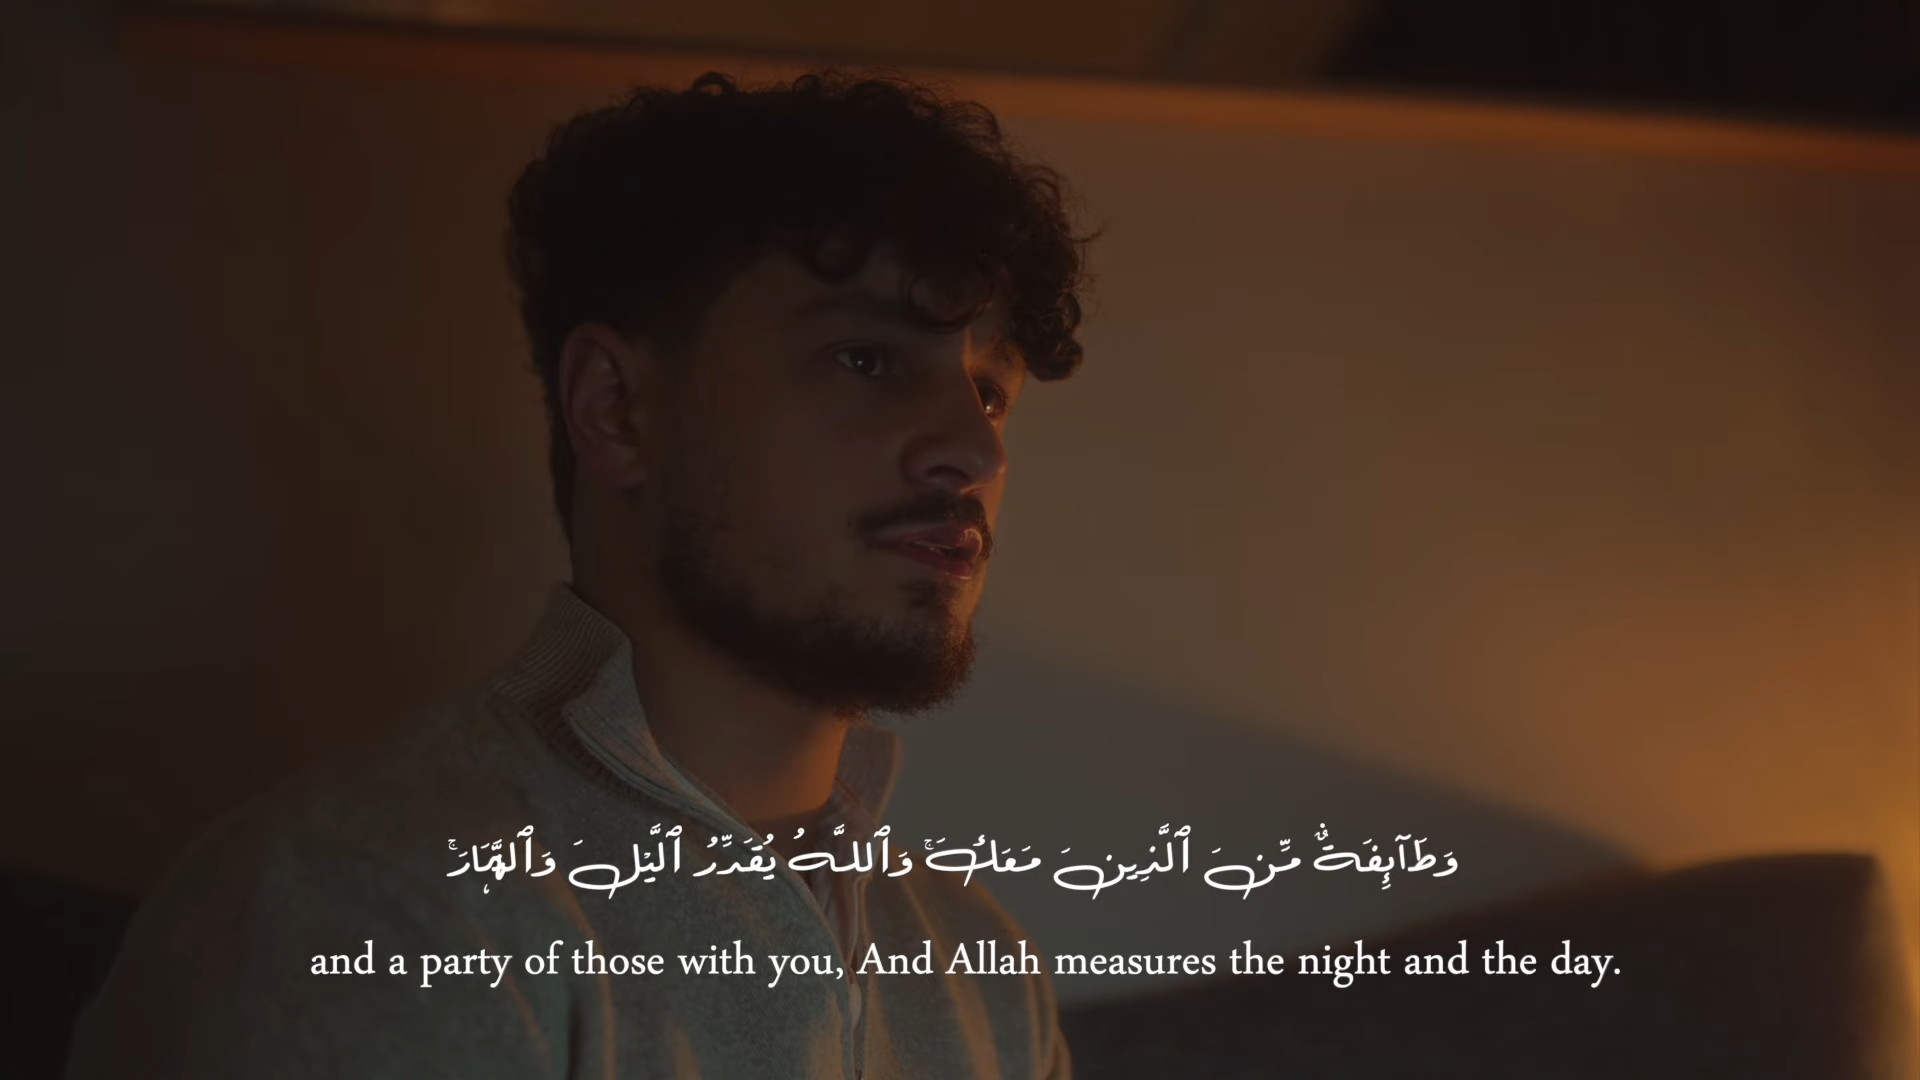 وَطَآئِفَةٌ مِّنَ ٱلَّذِينَ مَعَكَ ۚ وَٱللَّهُ يُقَدِّرُ ٱلَّيْلَ وَٱلنَّهَارَ ۚ
and a party of those with you, And Allah measures the night and the day.